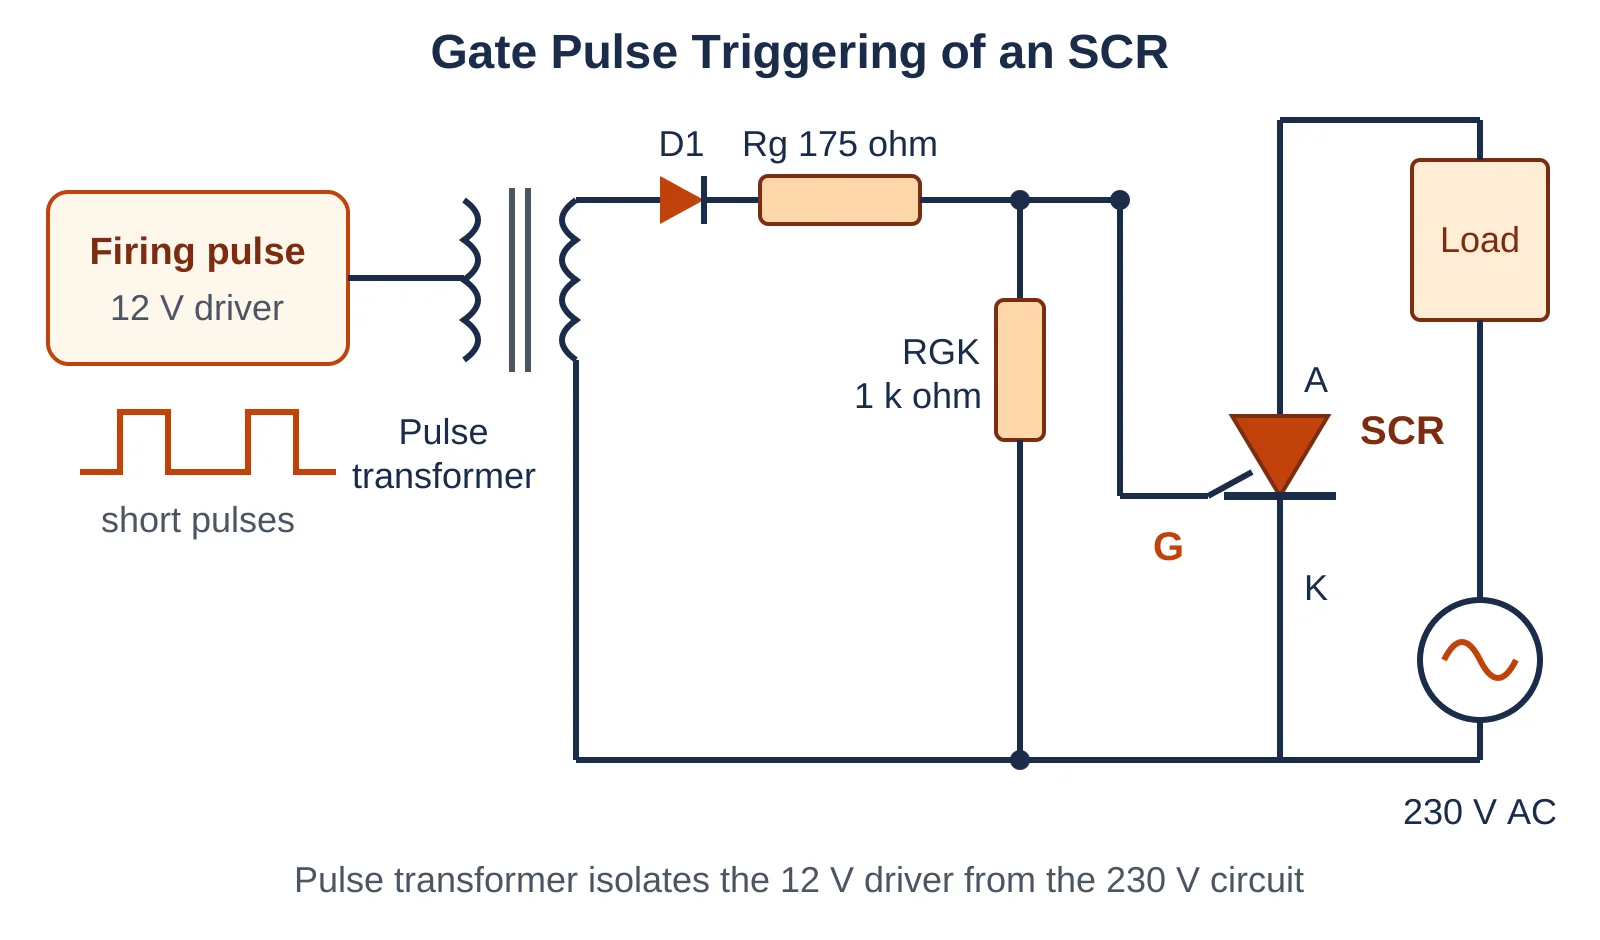 Gate Pulse Triggering of an SCR
D1
Rg 175 ohm
Firing pulse
12 V driver
Load
RGK
1 k ohm
A
SCR
Pulse
transformer
short pulses
G
K
230 V AC
Pulse transformer isolates the 12 V driver from the 230 V circuit